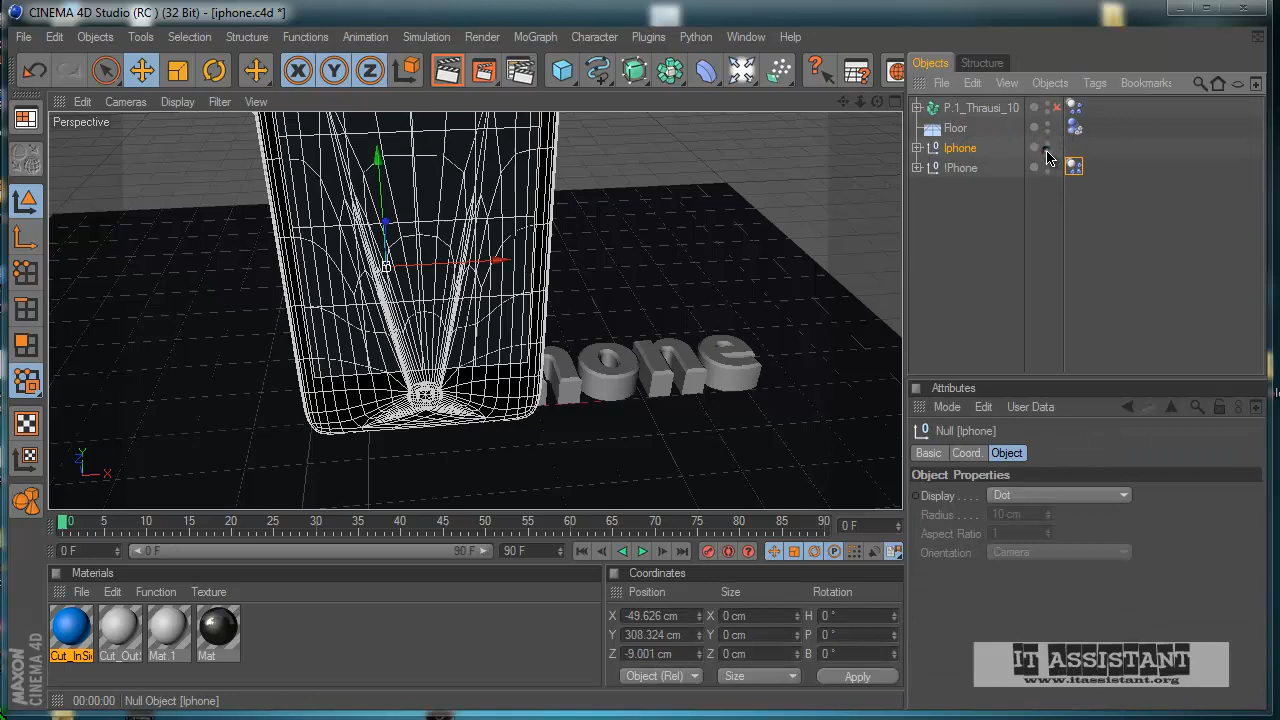 CINEMA 4D Studio (RC ) (32 Bit) - [iphone.c4d *]
File Edit Objects Tools Selection Structure Functions Animation Simulation Render MoGraph Character Plugins Python Window Help
Objects Structure
File Edit View Objects Tags Bookmarks
Edit Cameras Display Filter View
Perspective
P.1_Thrausi_10
Floor
Iphone
!Phone
hone
Y
Z
X
Attributes
Mode Edit User Data
Null [Iphone]
Basic Coord. Object
Object Properties
Display . . . . Dot
Radius . . . . 10 cm
Aspect Ratio 1
Orientation Camera
0 5 10 15 20 25 30 35 40 45 50 55 60 65 70 75 80 85 90 0 F
0 F 0 F 90 F 90 F
Materials
File Edit Function Texture
Cut_InSi Cut_Out Mat.1 Mat
Coordinates
Position Size Rotation
X -49.626 cm X 0 cm H 0 °
Y 308.324 cm Y 0 cm P 0 °
Z -9.001 cm Z 0 cm B 0 °
Object (Rel) Size Apply
MAXON
CINEMA 4D
00:00:00 Null Object [Iphone]
IT ASSISTANT
www.itassistant.org